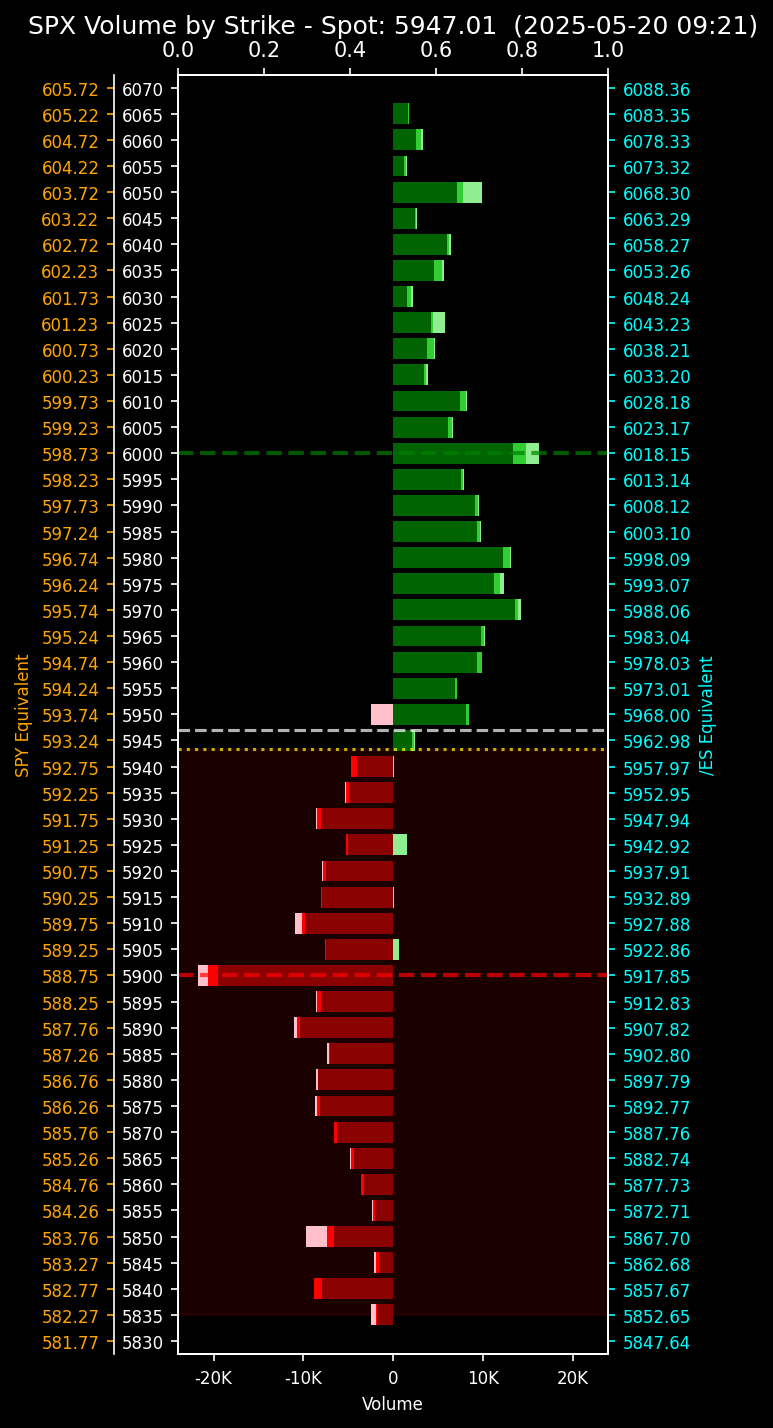 SPX Volume by Strike - Spot: 5947.01 (2025-05-20 09:21)
0.0 0.2 0.4 0.6 0.8 1.0
605.72 6070 6088.36
605.22 6065 6083.35
604.72 6060 6078.33
604.22 6055 6073.32
603.72 6050 6068.30
603.22 6045 6063.29
602.72 6040 6058.27
602.23 6035 6053.26
601.73 6030 6048.24
601.23 6025 6043.23
600.73 6020 6038.21
600.23 6015 6033.20
599.73 6010 6028.18
599.23 6005 6023.17
598.73 6000 6018.15
598.23 5995 6013.14
597.73 5990 6008.12
597.24 5985 6003.10
596.74 5980 5998.09
596.24 5975 5993.07
595.74 5970 5988.06
595.24 5965 5983.04
594.74 5960 5978.03
594.24 5955 5973.01
593.74 5950 5968.00
593.24 5945 5962.98
592.75 5940 5957.97
592.25 5935 5952.95
591.75 5930 5947.94
591.25 5925 5942.92
590.75 5920 5937.91
590.25 5915 5932.89
589.75 5910 5927.88
589.25 5905 5922.86
588.75 5900 5917.85
588.25 5895 5912.83
587.76 5890 5907.82
587.26 5885 5902.80
586.76 5880 5897.79
586.26 5875 5892.77
585.76 5870 5887.76
585.26 5865 5882.74
584.76 5860 5877.73
584.26 5855 5872.71
583.76 5850 5867.70
583.27 5845 5862.68
582.77 5840 5857.67
582.27 5835 5852.65
581.77 5830 5847.64
SPY Equivalent
/ES Equivalent
-20K -10K 0 10K 20K
Volume